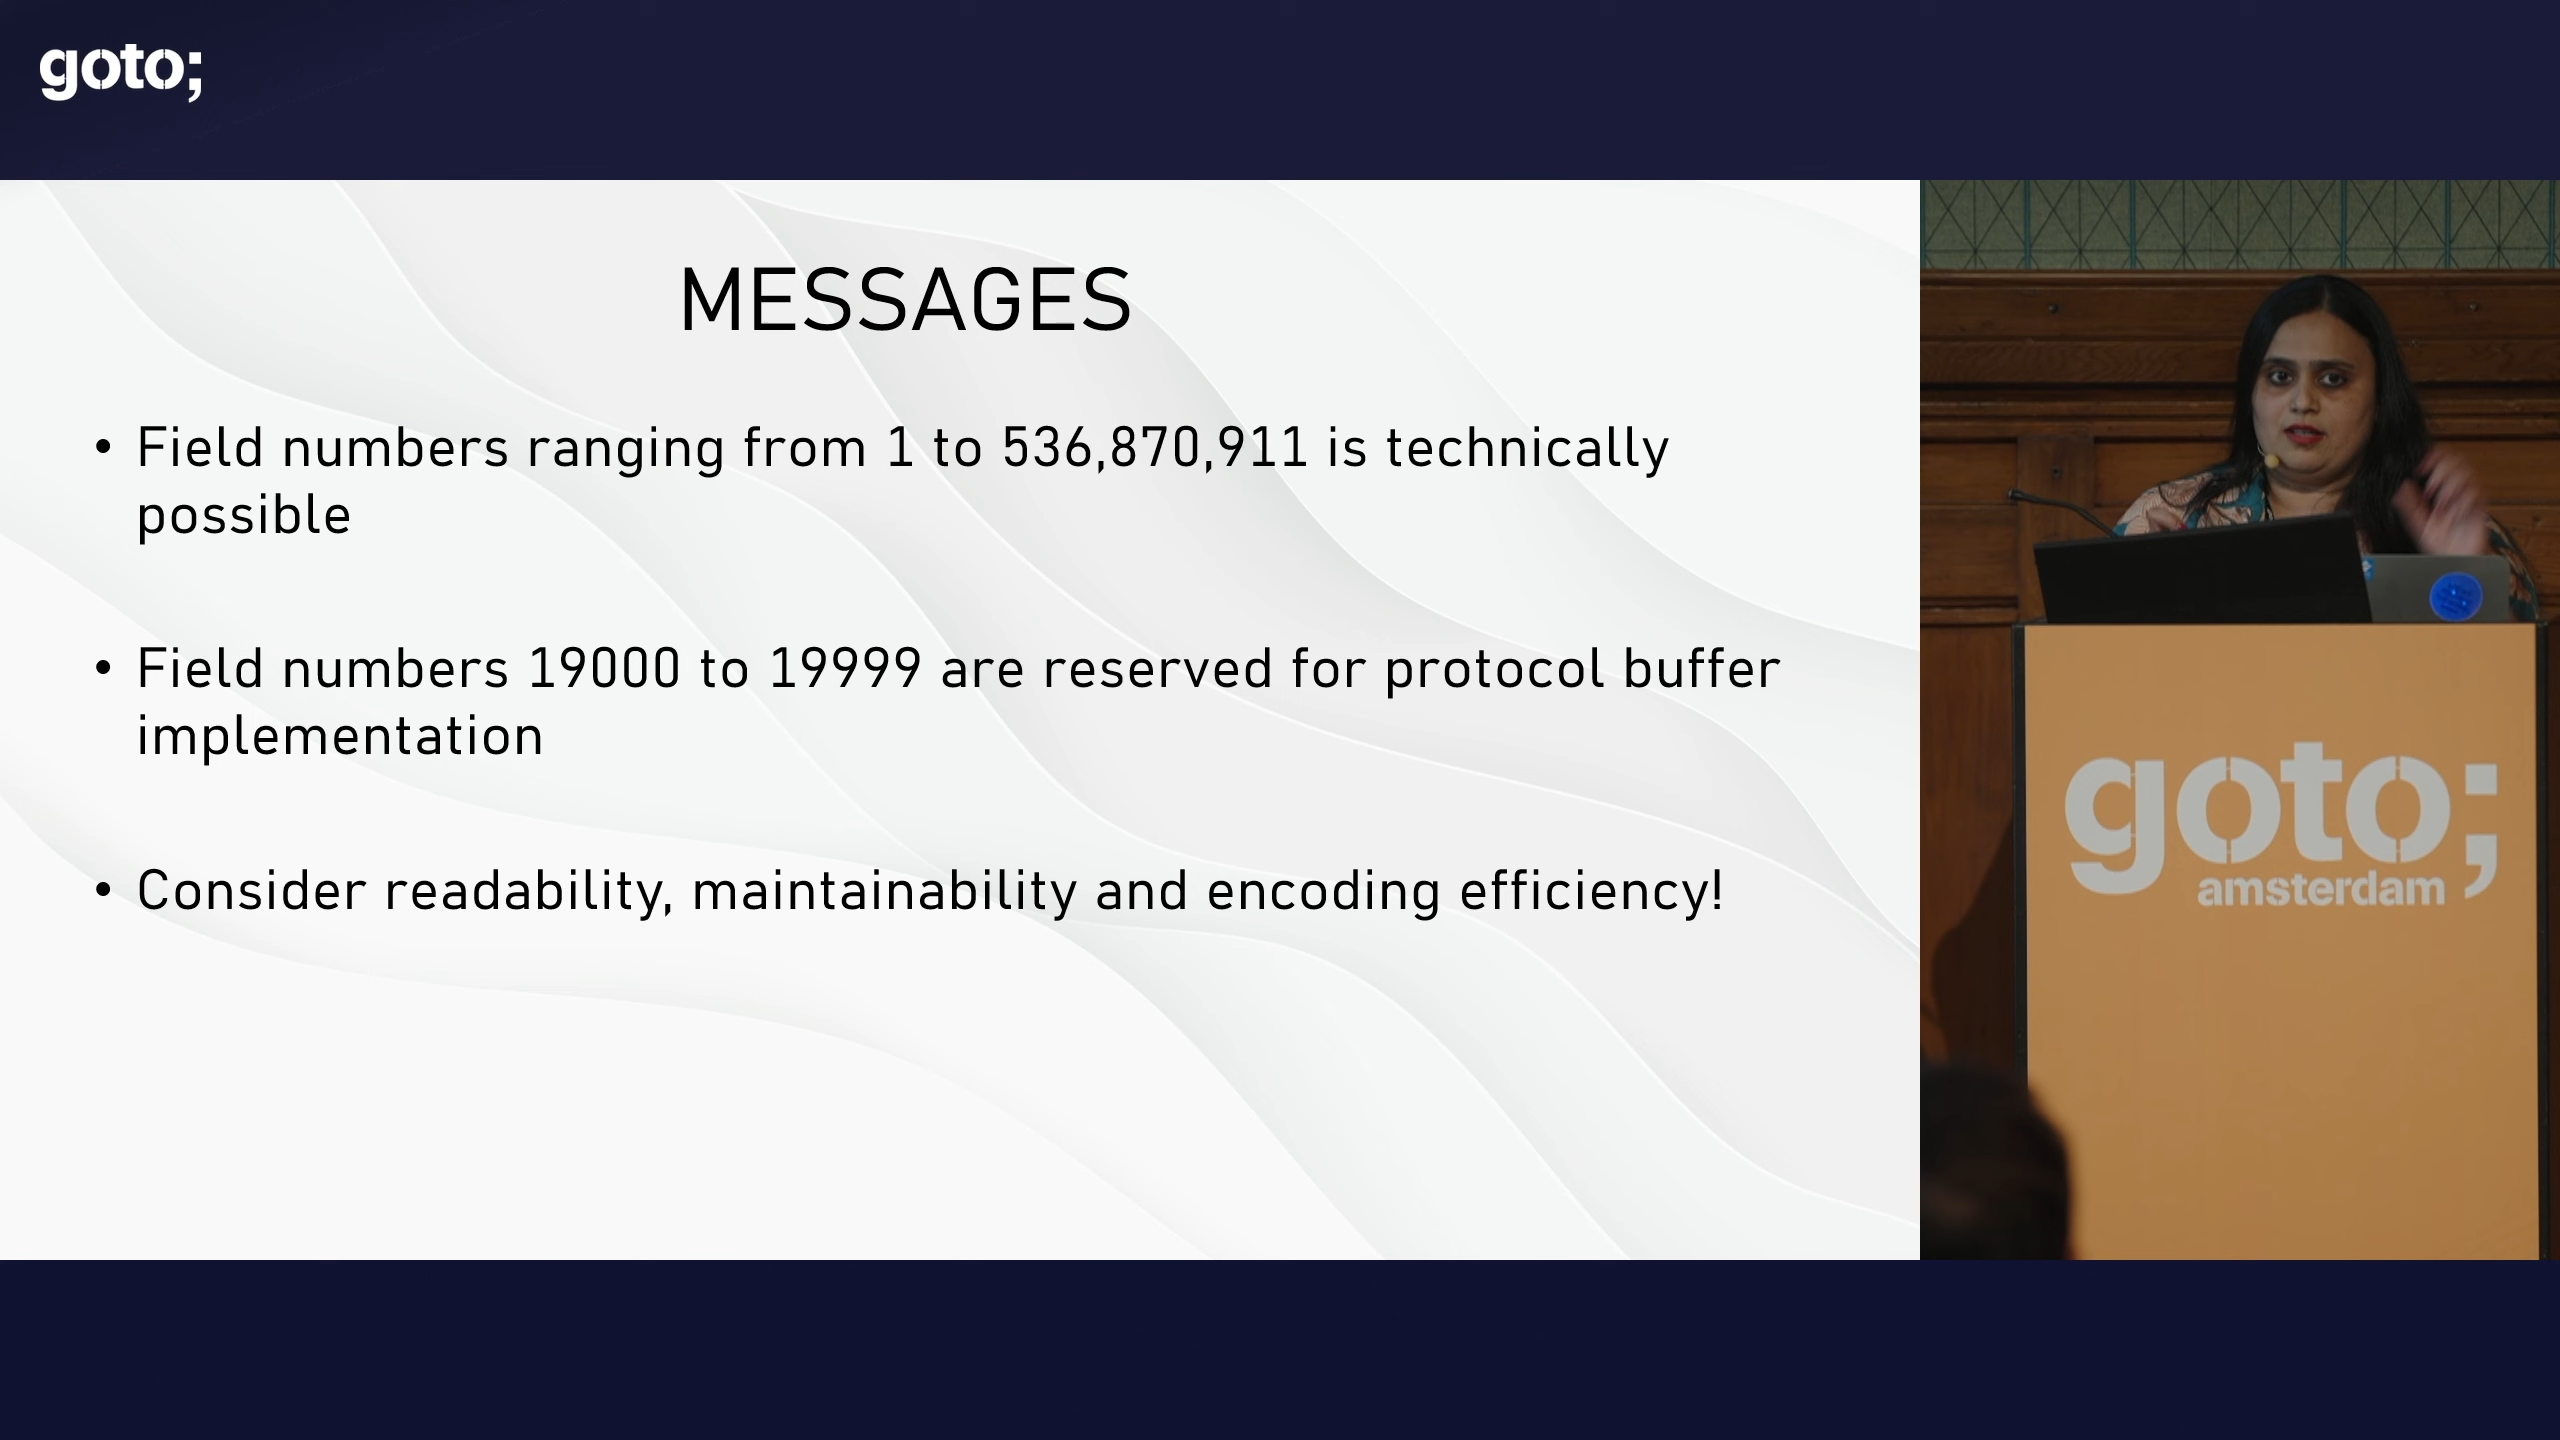 goto;
MESSAGES
• Field numbers ranging from 1 to 536,870,911 is technically
possible
• Field numbers 19000 to 19999 are reserved for protocol buffer
implementation
• Consider readability, maintainability and encoding efficiency!
goto;
amsterdam